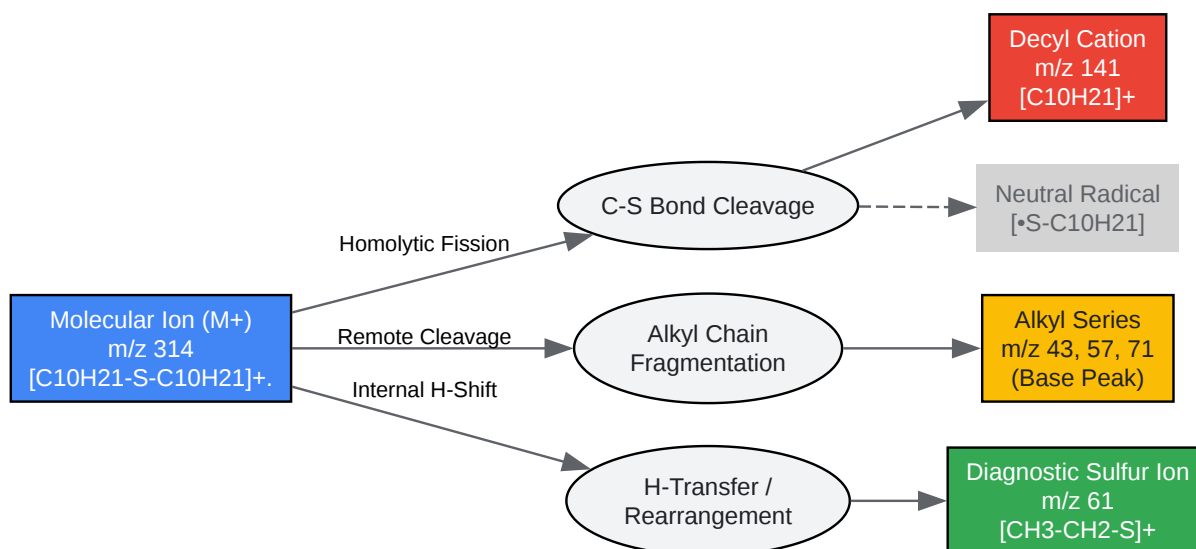 Decyl Cation
m/z 141
[C10H21]+
C-S Bond Cleavage
Neutral Radical
[•S-C10H21]
Homolytic Fission
Molecular Ion (M+)
m/z 314
[C10H21-S-C10H21]+.
Remote Cleavage
Alkyl Chain
Fragmentation
Alkyl Series
m/z 43, 57, 71
(Base Peak)
Internal H-Shift
H-Transfer /
Rearrangement
Diagnostic Sulfur Ion
m/z 61
[CH3-CH2-S]+